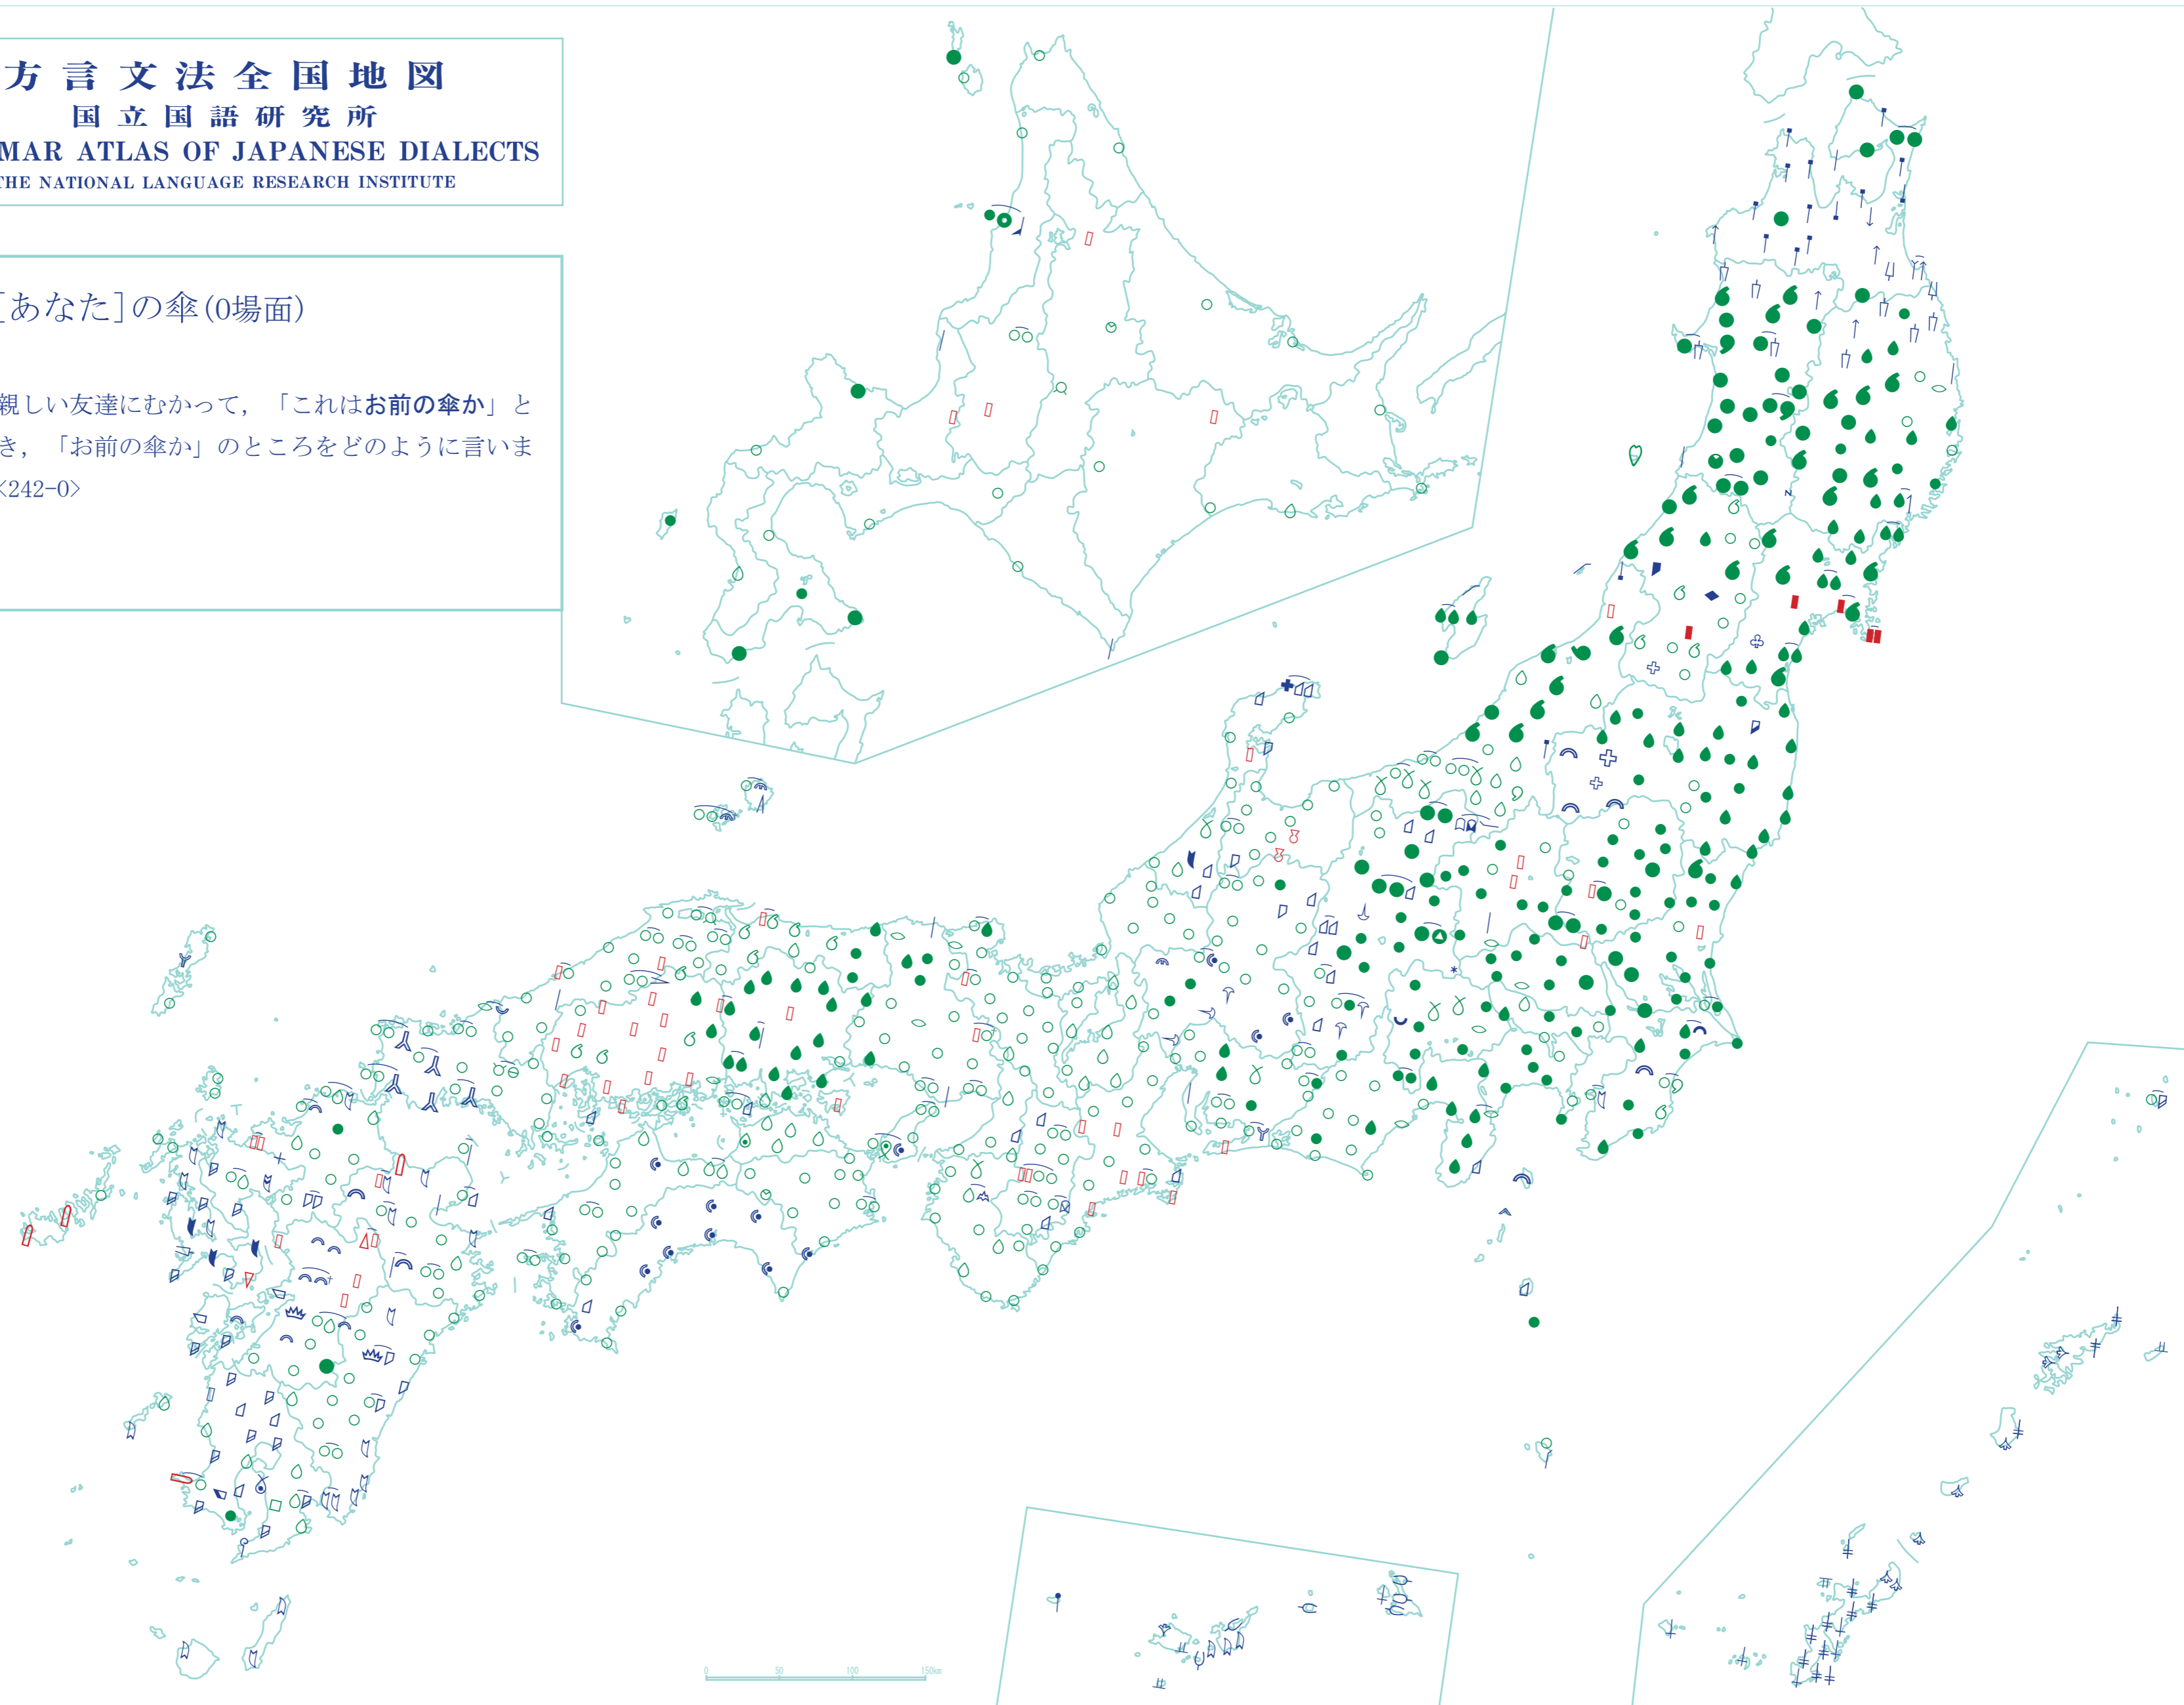 方言文法全国地図
国立国語研究所
MAR ATLAS OF JAPANESE DIALECTS
THE NATIONAL LANGUAGE RESEARCH INSTITUTE
[あなた]の傘(0場面)
親しい友達にむかって，「これはお前の傘か」と
き，「お前の傘か」のところをどのように言いま
<242-0>
0 50 100 150km